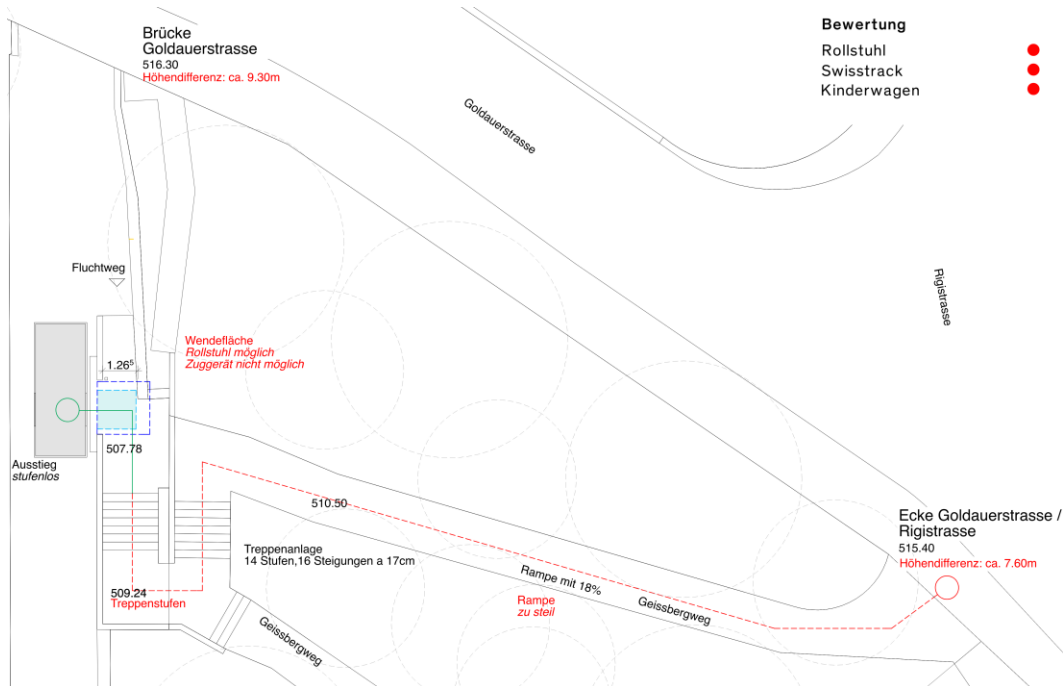 Brücke
Goldauerstrasse
516.30
Höhendifferenz: ca. 9.30m
Bewertung
Rollstuhl
Swisstrack
Kinderwagen
Goldauerstrasse
Rigistrasse
Fluchtweg
Wendefläche
Rollstuhl möglich
Zuggerät nicht möglich
1.26⁵
507.78
Ausstieg
stufenlos
510.50
Treppenanlage
14 Stufen,16 Steigungen a 17cm
Ecke Goldauerstrasse /
Rigistrasse
515.40
Höhendifferenz: ca. 7.60m
Rampe mit 18%
Rampe
zu steil
Geissbergweg
509.24
Treppenstufen
Geissbergweg